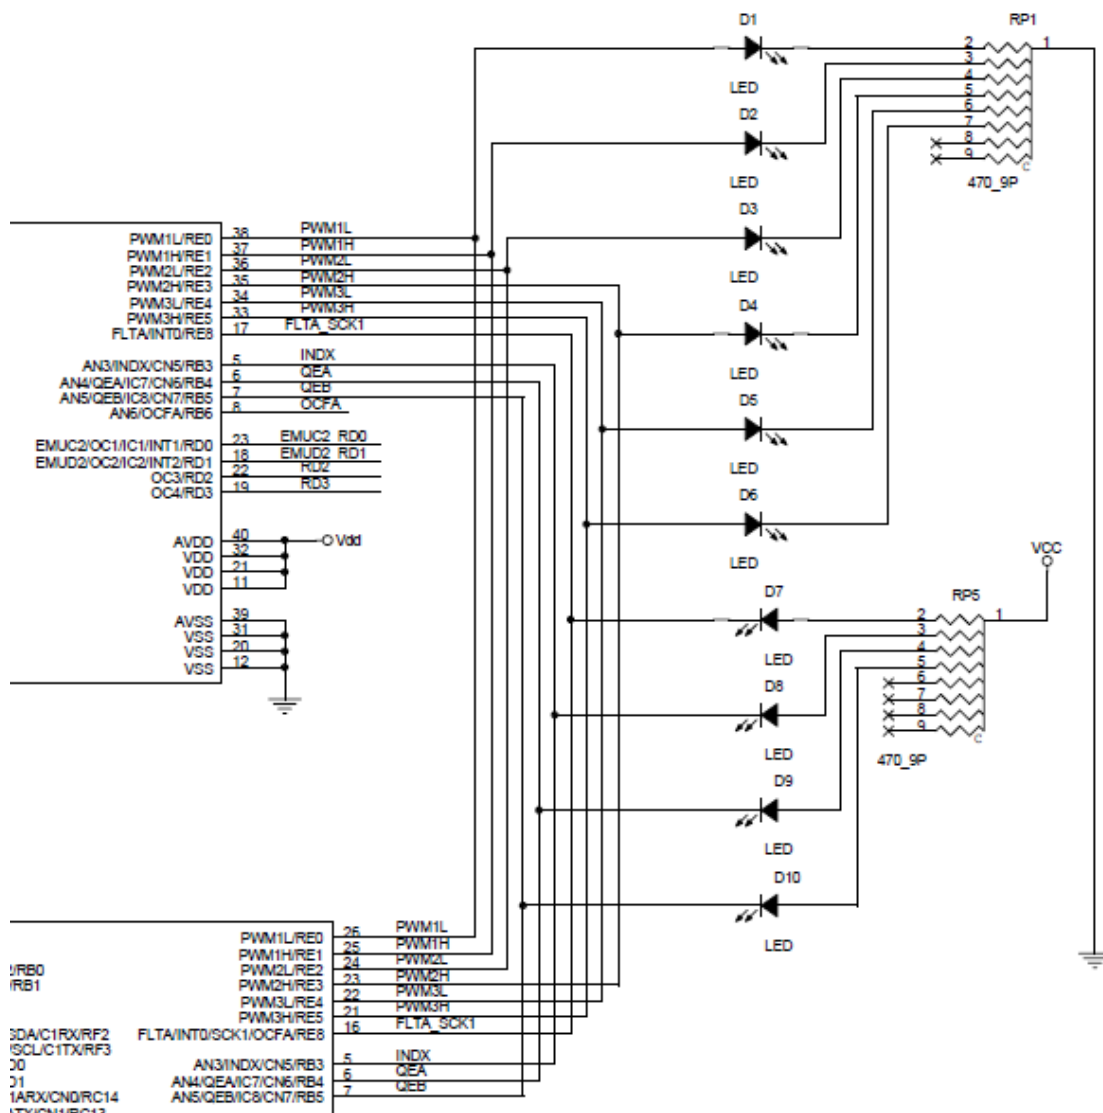 D1
RP1
2 1
3
4
5
6
7
8
9
C
470_9P
LED
D2
LED
D3
LED
D4
LED
D5
LED
D6
LED
PWM1L/RE0 38 PWM1L
PWM1H/RE1 37 PWM1H
PWM2L/RE2 36 PWM2L
PWM2H/RE3 35 PWM2H
PWM3L/RE4 34 PWM3L
PWM3H/RE5 33 PWM3H
FLTA/INT0/RE8 17 FLTA_SCK1
AN3/INDX/CN5/RB3 5 INDX
AN4/QEA/IC7/CN6/RB4 6 QEA
AN5/QEB/IC8/CN7/RB5 7 QEB
AN6/OCFA/RB6 8 OCFA
EMUC2/OC1/IC1/INT1/RD0 23 EMUC2_RD0
EMUD2/OC2/IC2/INT2/RD1 18 EMUD2_RD1
OC3/RD2 22 RD2
OC4/RD3 19 RD3
AVDD 40 Vdd
VDD 32
VDD 21
VDD 11
AVSS 39
VSS 31
VSS 20
VSS 12
VCC
D7
RP5
2 1
3
4
5
6
7
8
9
C
470_9P
LED
D8
LED
D9
LED
D10
LED
PWM1L/RE0 26 PWM1L
PWM1H/RE1 25 PWM1H
PWM2L/RE2 24 PWM2L
PWM2H/RE3 23 PWM2H
PWM3L/RE4 22 PWM3L
PWM3H/RE5 21 PWM3H
FLTA/INT0/SCK1/OCFA/RE8 16 FLTA_SCK1
AN3/INDX/CN5/RB3 5 INDX
AN4/QEA/IC7/CN6/RB4 6 QEA
AN5/QEB/IC8/CN7/RB5 7 QEB
/RB0
/RB1
SDA/C1RX/RF2
/SCL/C1TX/RF3
D0
D1
1ARX/CN0/RC14